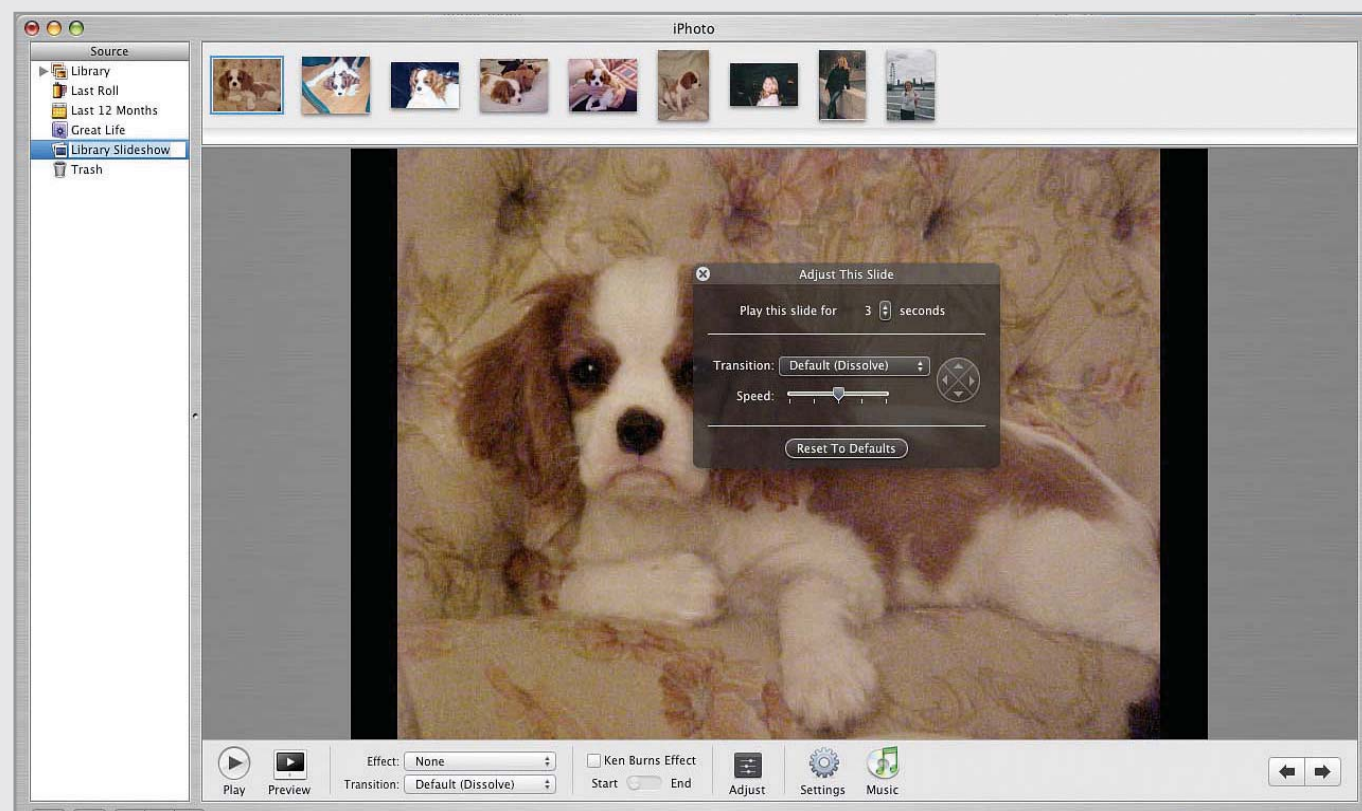 iPhoto
Source
Library
Last Roll
Last 12 Months
Great Life
Library Slideshow
Trash
Adjust This Slide
Play this slide for 3 seconds
Transition: Default (Dissolve)
Speed:
Reset To Defaults
Play
Preview
Effect: None
Transition: Default (Dissolve)
Ken Burns Effect
Start End
Adjust
Settings
Music